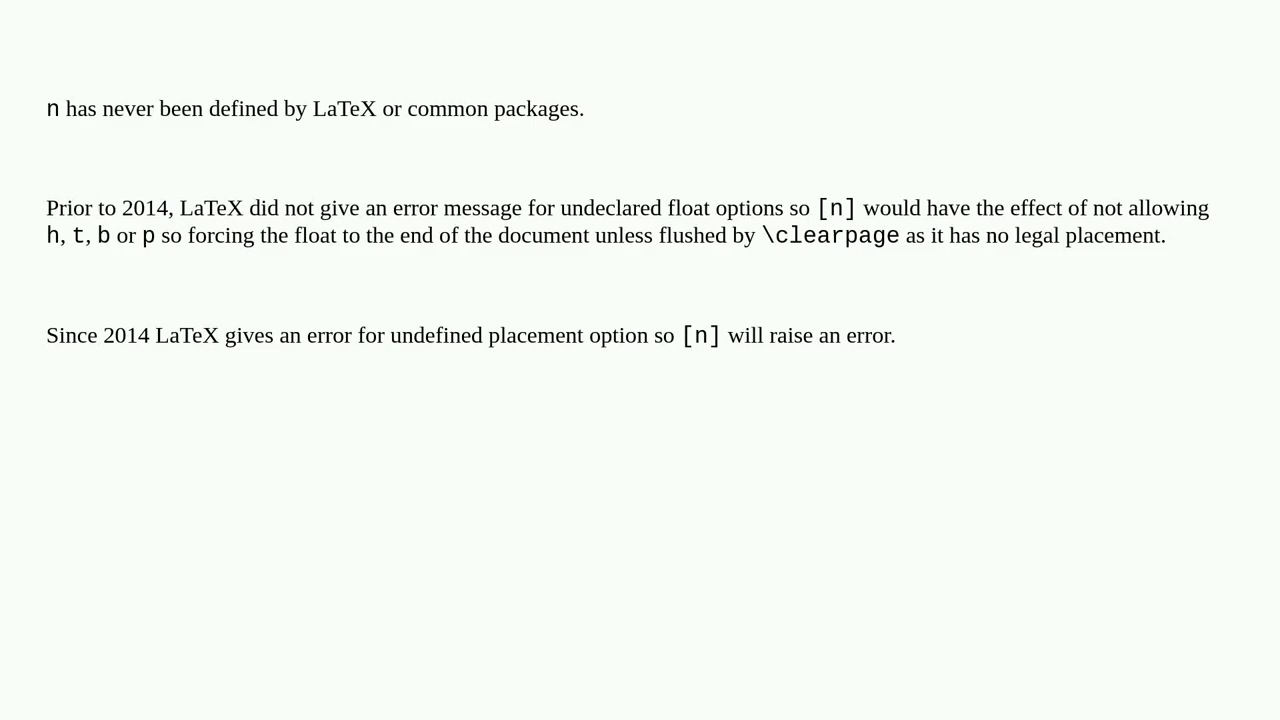 n has never been defined by LaTeX or common packages.
Prior to 2014, LaTeX did not give an error message for undeclared float options so [n] would have the effect of not allowing
h, t, b or p so forcing the float to the end of the document unless flushed by \clearpage as it has no legal placement.
Since 2014 LaTeX gives an error for undefined placement option so [n] will raise an error.